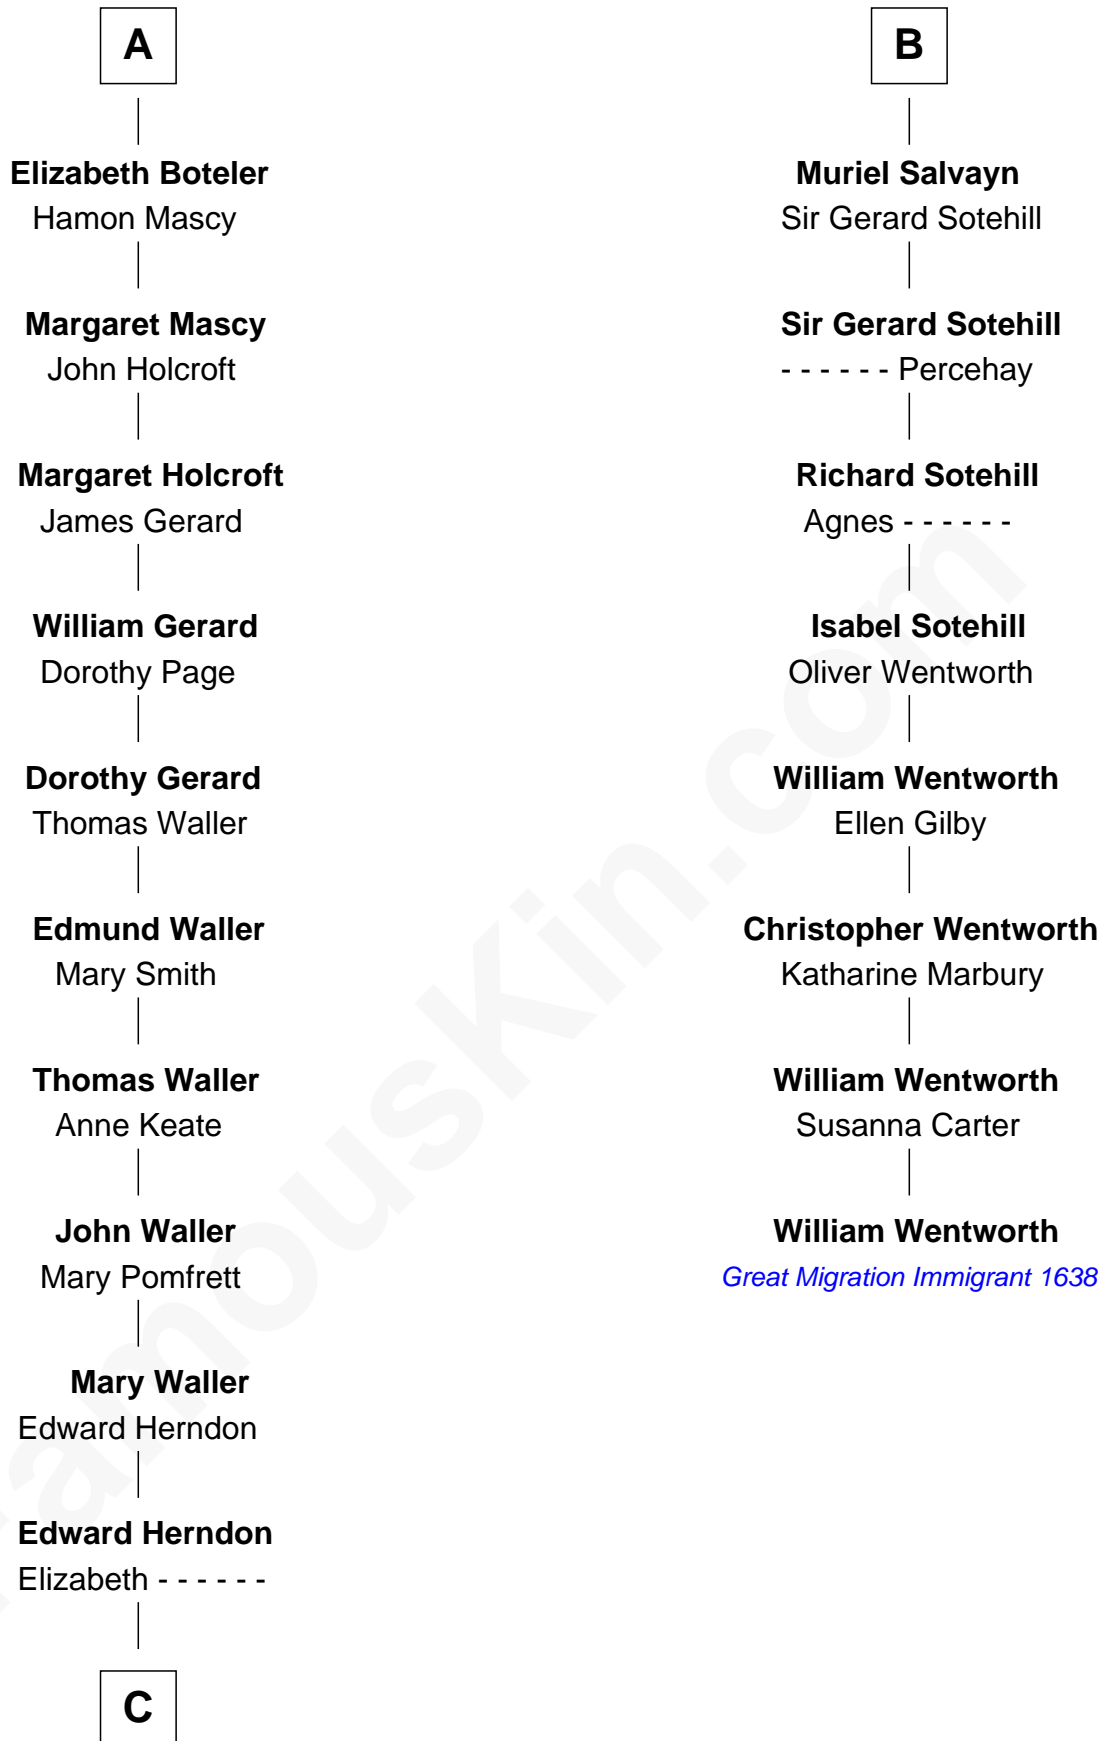 A
Elizabeth Boteler
Hamon Mascy
Margaret Mascy
John Holcroft
Margaret Holcroft
James Gerard
William Gerard
Dorothy Page
Dorothy Gerard
Thomas Waller
Edmund Waller
Mary Smith
Thomas Waller
Anne Keate
John Waller
Mary Pomfrett
Mary Waller
Edward Herndon
Edward Herndon
Elizabeth - - - - - -
C
B
Muriel Salvayn
Sir Gerard Sotehill
Sir Gerard Sotehill
- - - - - - Percehay
Richard Sotehill
Agnes - - - - - -
Isabel Sotehill
Oliver Wentworth
William Wentworth
Ellen Gilby
Christopher Wentworth
Katharine Marbury
William Wentworth
Susanna Carter
William Wentworth
Great Migration Immigrant 1638
FamousKin.com